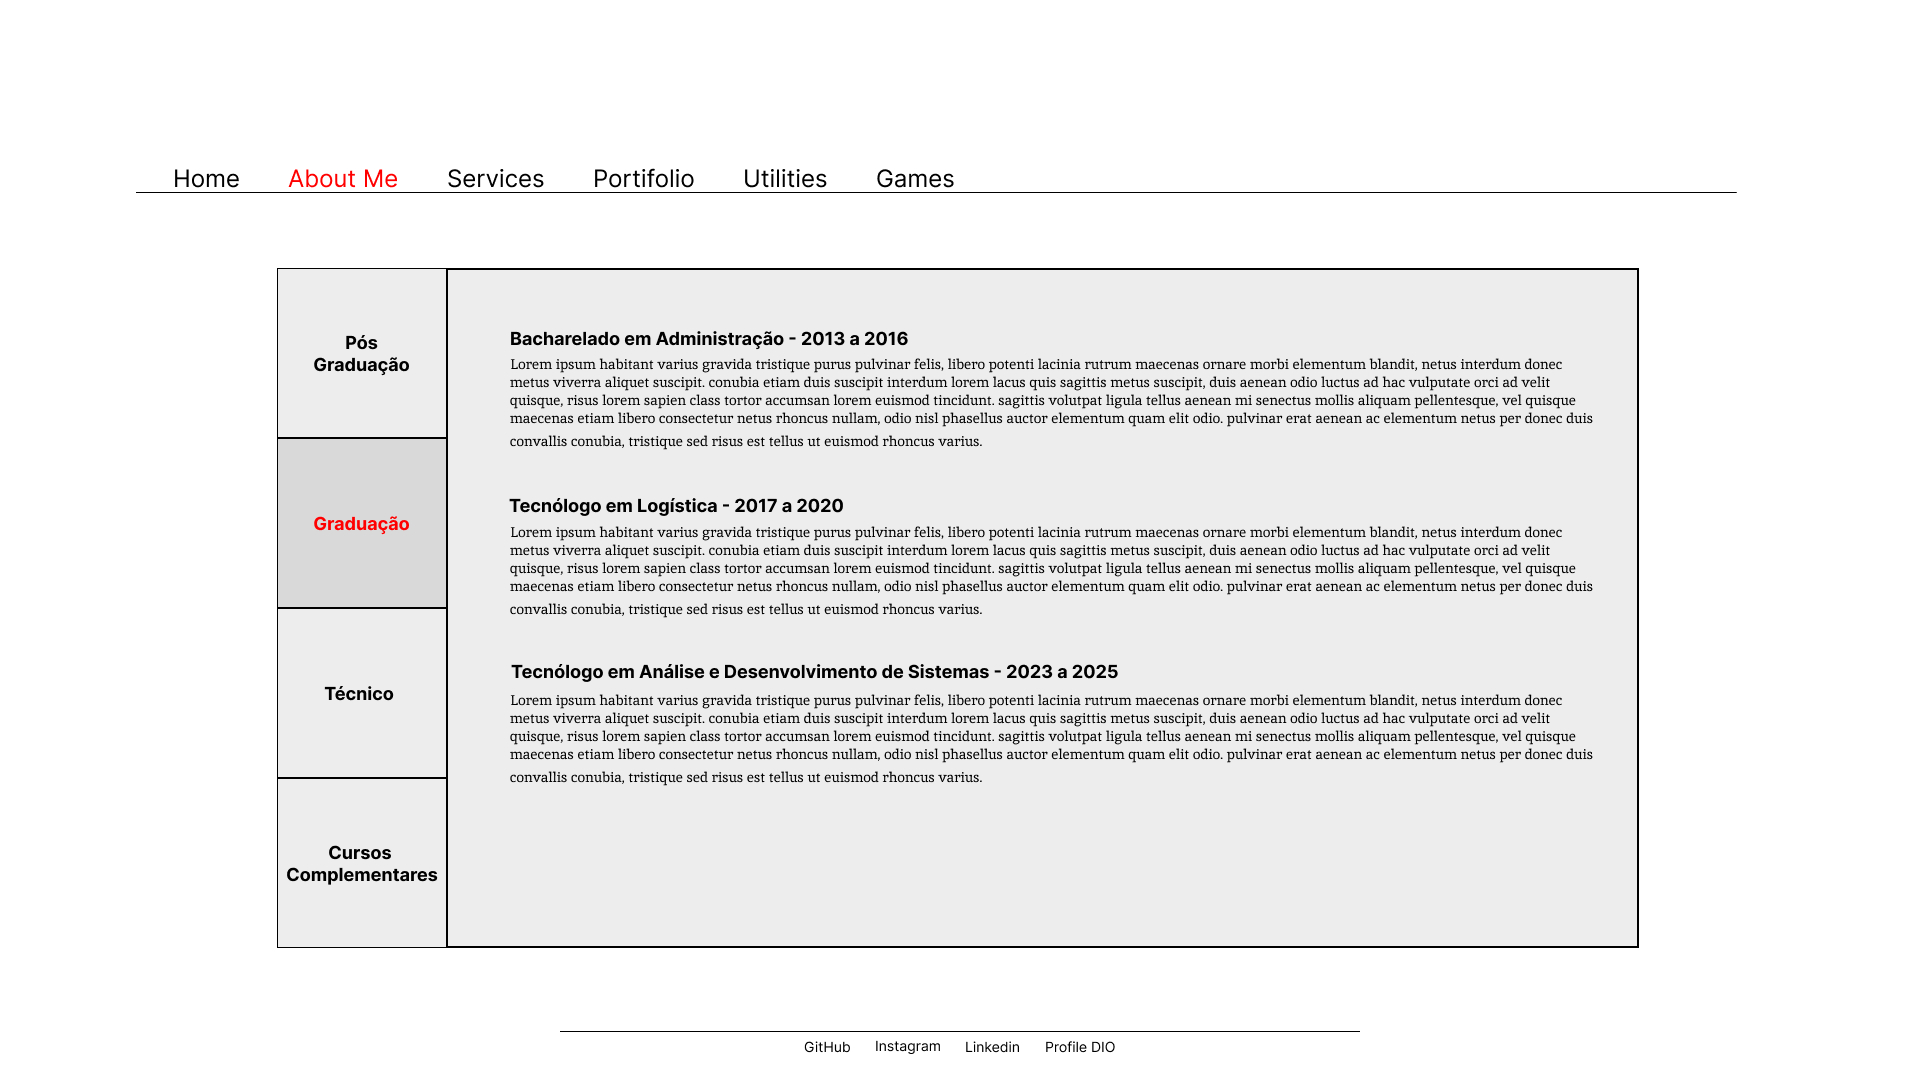 Home About Me Services Portifolio Utilities Games
Pós
Graduação
Graduação
Técnico
Cursos
Complementares
Bacharelado em Administração - 2013 a 2016
Lorem ipsum habitant varius gravida tristique purus pulvinar felis, libero potenti lacinia rutrum maecenas ornare morbi elementum blandit, netus interdum donec
metus viverra aliquet suscipit. conubia etiam duis suscipit interdum lorem lacus quis sagittis metus suscipit, duis aenean odio luctus ad hac vulputate orci ad velit
quisque, risus lorem sapien class tortor accumsan lorem euismod tincidunt. sagittis volutpat ligula tellus aenean mi senectus mollis aliquam pellentesque, vel quisque
maecenas etiam libero consectetur netus rhoncus nullam, odio nisl phasellus auctor elementum quam elit odio. pulvinar erat aenean ac elementum netus per donec duis
convallis conubia, tristique sed risus est tellus ut euismod rhoncus varius.
Tecnólogo em Logística - 2017 a 2020
Lorem ipsum habitant varius gravida tristique purus pulvinar felis, libero potenti lacinia rutrum maecenas ornare morbi elementum blandit, netus interdum donec
metus viverra aliquet suscipit. conubia etiam duis suscipit interdum lorem lacus quis sagittis metus suscipit, duis aenean odio luctus ad hac vulputate orci ad velit
quisque, risus lorem sapien class tortor accumsan lorem euismod tincidunt. sagittis volutpat ligula tellus aenean mi senectus mollis aliquam pellentesque, vel quisque
maecenas etiam libero consectetur netus rhoncus nullam, odio nisl phasellus auctor elementum quam elit odio. pulvinar erat aenean ac elementum netus per donec duis
convallis conubia, tristique sed risus est tellus ut euismod rhoncus varius.
Tecnólogo em Análise e Desenvolvimento de Sistemas - 2023 a 2025
Lorem ipsum habitant varius gravida tristique purus pulvinar felis, libero potenti lacinia rutrum maecenas ornare morbi elementum blandit, netus interdum donec
metus viverra aliquet suscipit. conubia etiam duis suscipit interdum lorem lacus quis sagittis metus suscipit, duis aenean odio luctus ad hac vulputate orci ad velit
quisque, risus lorem sapien class tortor accumsan lorem euismod tincidunt. sagittis volutpat ligula tellus aenean mi senectus mollis aliquam pellentesque, vel quisque
maecenas etiam libero consectetur netus rhoncus nullam, odio nisl phasellus auctor elementum quam elit odio. pulvinar erat aenean ac elementum netus per donec duis
convallis conubia, tristique sed risus est tellus ut euismod rhoncus varius.
GitHub Instagram Linkedin Profile DIO